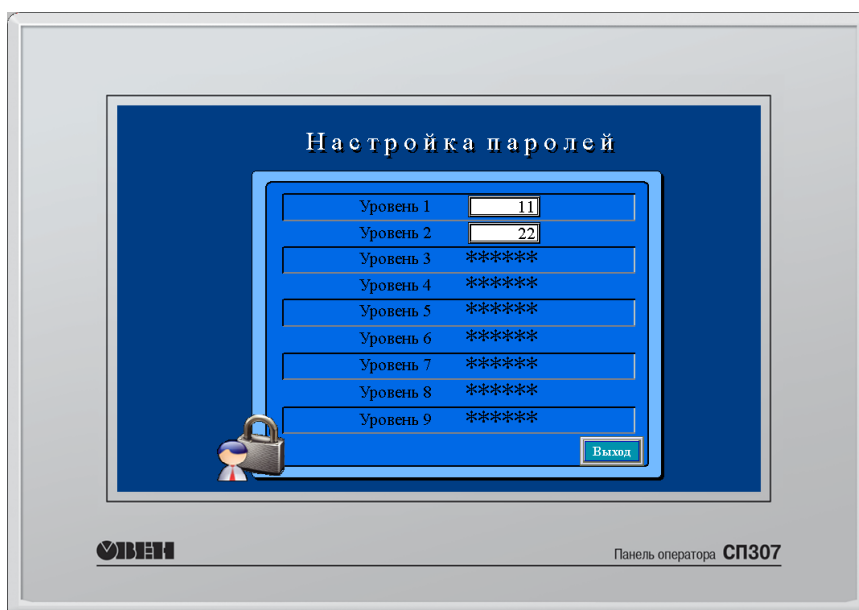 Настройка паролей
Уровень 1 11
Уровень 2 22
Уровень 3 ******
Уровень 4 ******
Уровень 5 ******
Уровень 6 ******
Уровень 7 ******
Уровень 8 ******
Уровень 9 ******
Выход
ОВЕН
Панель оператора СП307